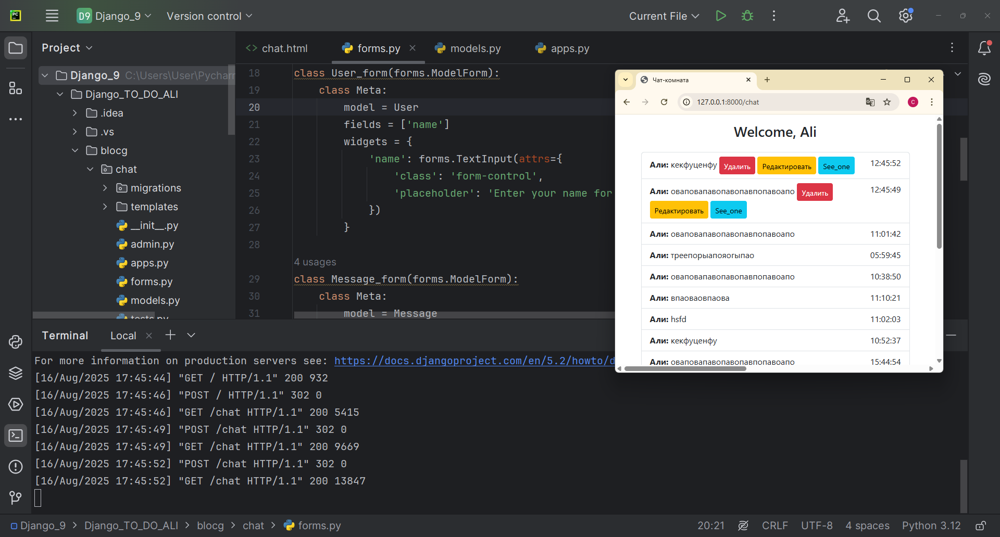 PC
D9 Django_9
Version control
Current File
Project
chat.html
forms.py
models.py
apps.py
Django_9 C:\Users\User\Pychar
Django_TO_DO_ALI
.idea
.vs
blocg
chat
migrations
templates
__init__.py
admin.py
apps.py
forms.py
models.py
tests.py
18 class User_form(forms.ModelForm):
19 class Meta:
20 model = User
21 fields = ['name']
22 widgets = {
23 'name': forms.TextInput(attrs={
24 'class': 'form-control',
25 'placeholder': 'Enter your name for
26 })
27 }
28
4 usages
29 class Message_form(forms.ModelForm):
30 class Meta:
31 model = Message
Чат-комната
127.0.0.1:8000/chat
C
Welcome, Ali
Али: кекфуценфу Удалить Редактировать See_one 12:45:52
Али: оваповапавопавопавпопавоапо Удалить 12:45:49
Редактировать See_one
Али: оваповапавопавопавпопавоапо 11:01:42
Али: треепорыапояогыпао 05:59:45
Али: оваповапавопавопавпопавоапо 10:38:50
Али: впаоваовпаова 11:10:21
Али: hsfd 11:02:03
Али: кекфуценфу 10:52:37
Али: оваповапавопавопавпопавоапо 15:44:54
Terminal
Local
For more information on production servers see: https://docs.djangoproject.com/en/5.2/howto/d
[16/Aug/2025 17:45:44] "GET / HTTP/1.1" 200 932
[16/Aug/2025 17:45:46] "POST / HTTP/1.1" 302 0
[16/Aug/2025 17:45:46] "GET /chat HTTP/1.1" 200 5415
[16/Aug/2025 17:45:49] "POST /chat HTTP/1.1" 302 0
[16/Aug/2025 17:45:49] "GET /chat HTTP/1.1" 200 9669
[16/Aug/2025 17:45:52] "POST /chat HTTP/1.1" 302 0
[16/Aug/2025 17:45:52] "GET /chat HTTP/1.1" 200 13847
Django_9 > Django_TO_DO_ALI > blocg > chat > forms.py
20:21
CRLF
UTF-8
4 spaces
Python 3.12